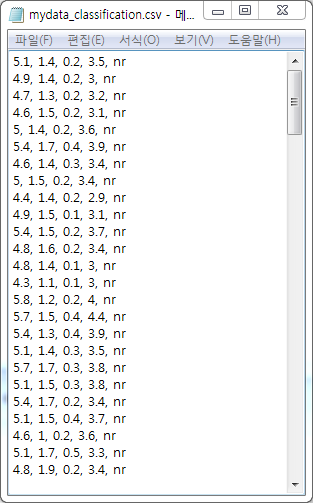 mydata_classification.csv - 메...
파일(F) 편집(E) 서식(O) 보기(V) 도움말(H)
5.1, 1.4, 0.2, 3.5, nr
4.9, 1.4, 0.2, 3, nr
4.7, 1.3, 0.2, 3.2, nr
4.6, 1.5, 0.2, 3.1, nr
5, 1.4, 0.2, 3.6, nr
5.4, 1.7, 0.4, 3.9, nr
4.6, 1.4, 0.3, 3.4, nr
5, 1.5, 0.2, 3.4, nr
4.4, 1.4, 0.2, 2.9, nr
4.9, 1.5, 0.1, 3.1, nr
5.4, 1.5, 0.2, 3.7, nr
4.8, 1.6, 0.2, 3.4, nr
4.8, 1.4, 0.1, 3, nr
4.3, 1.1, 0.1, 3, nr
5.8, 1.2, 0.2, 4, nr
5.7, 1.5, 0.4, 4.4, nr
5.4, 1.3, 0.4, 3.9, nr
5.1, 1.4, 0.3, 3.5, nr
5.7, 1.7, 0.3, 3.8, nr
5.1, 1.5, 0.3, 3.8, nr
5.4, 1.7, 0.2, 3.4, nr
5.1, 1.5, 0.4, 3.7, nr
4.6, 1, 0.2, 3.6, nr
5.1, 1.7, 0.5, 3.3, nr
4.8, 1.9, 0.2, 3.4, nr